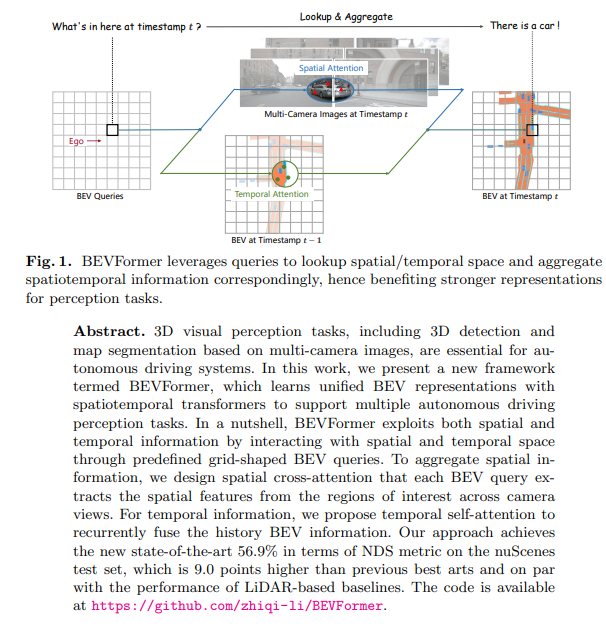 Lookup & Aggregate
What's in here at timestamp t ?
There is a car !
Spatial Attention
Multi-Camera Images at Timestamp t
Ego
Temporal Attention
BEV Queries
BEV at Timestamp t
BEV at Timestamp t − 1
Fig. 1. BEVFormer leverages queries to lookup spatial/temporal space and aggregate
spatiotemporal information correspondingly, hence benefiting stronger representations
for perception tasks.
Abstract. 3D visual perception tasks, including 3D detection and
map segmentation based on multi-camera images, are essential for au-
tonomous driving systems. In this work, we present a new framework
termed BEVFormer, which learns unified BEV representations with
spatiotemporal transformers to support multiple autonomous driving
perception tasks. In a nutshell, BEVFormer exploits both spatial and
temporal information by interacting with spatial and temporal space
through predefined grid-shaped BEV queries. To aggregate spatial in-
formation, we design spatial cross-attention that each BEV query ex-
tracts the spatial features from the regions of interest across camera
views. For temporal information, we propose temporal self-attention to
recurrently fuse the history BEV information. Our approach achieves
the new state-of-the-art 56.9% in terms of NDS metric on the nuScenes
test set, which is 9.0 points higher than previous best arts and on par
with the performance of LiDAR-based baselines. The code is available
at https://github.com/zhiqi-li/BEVFormer.